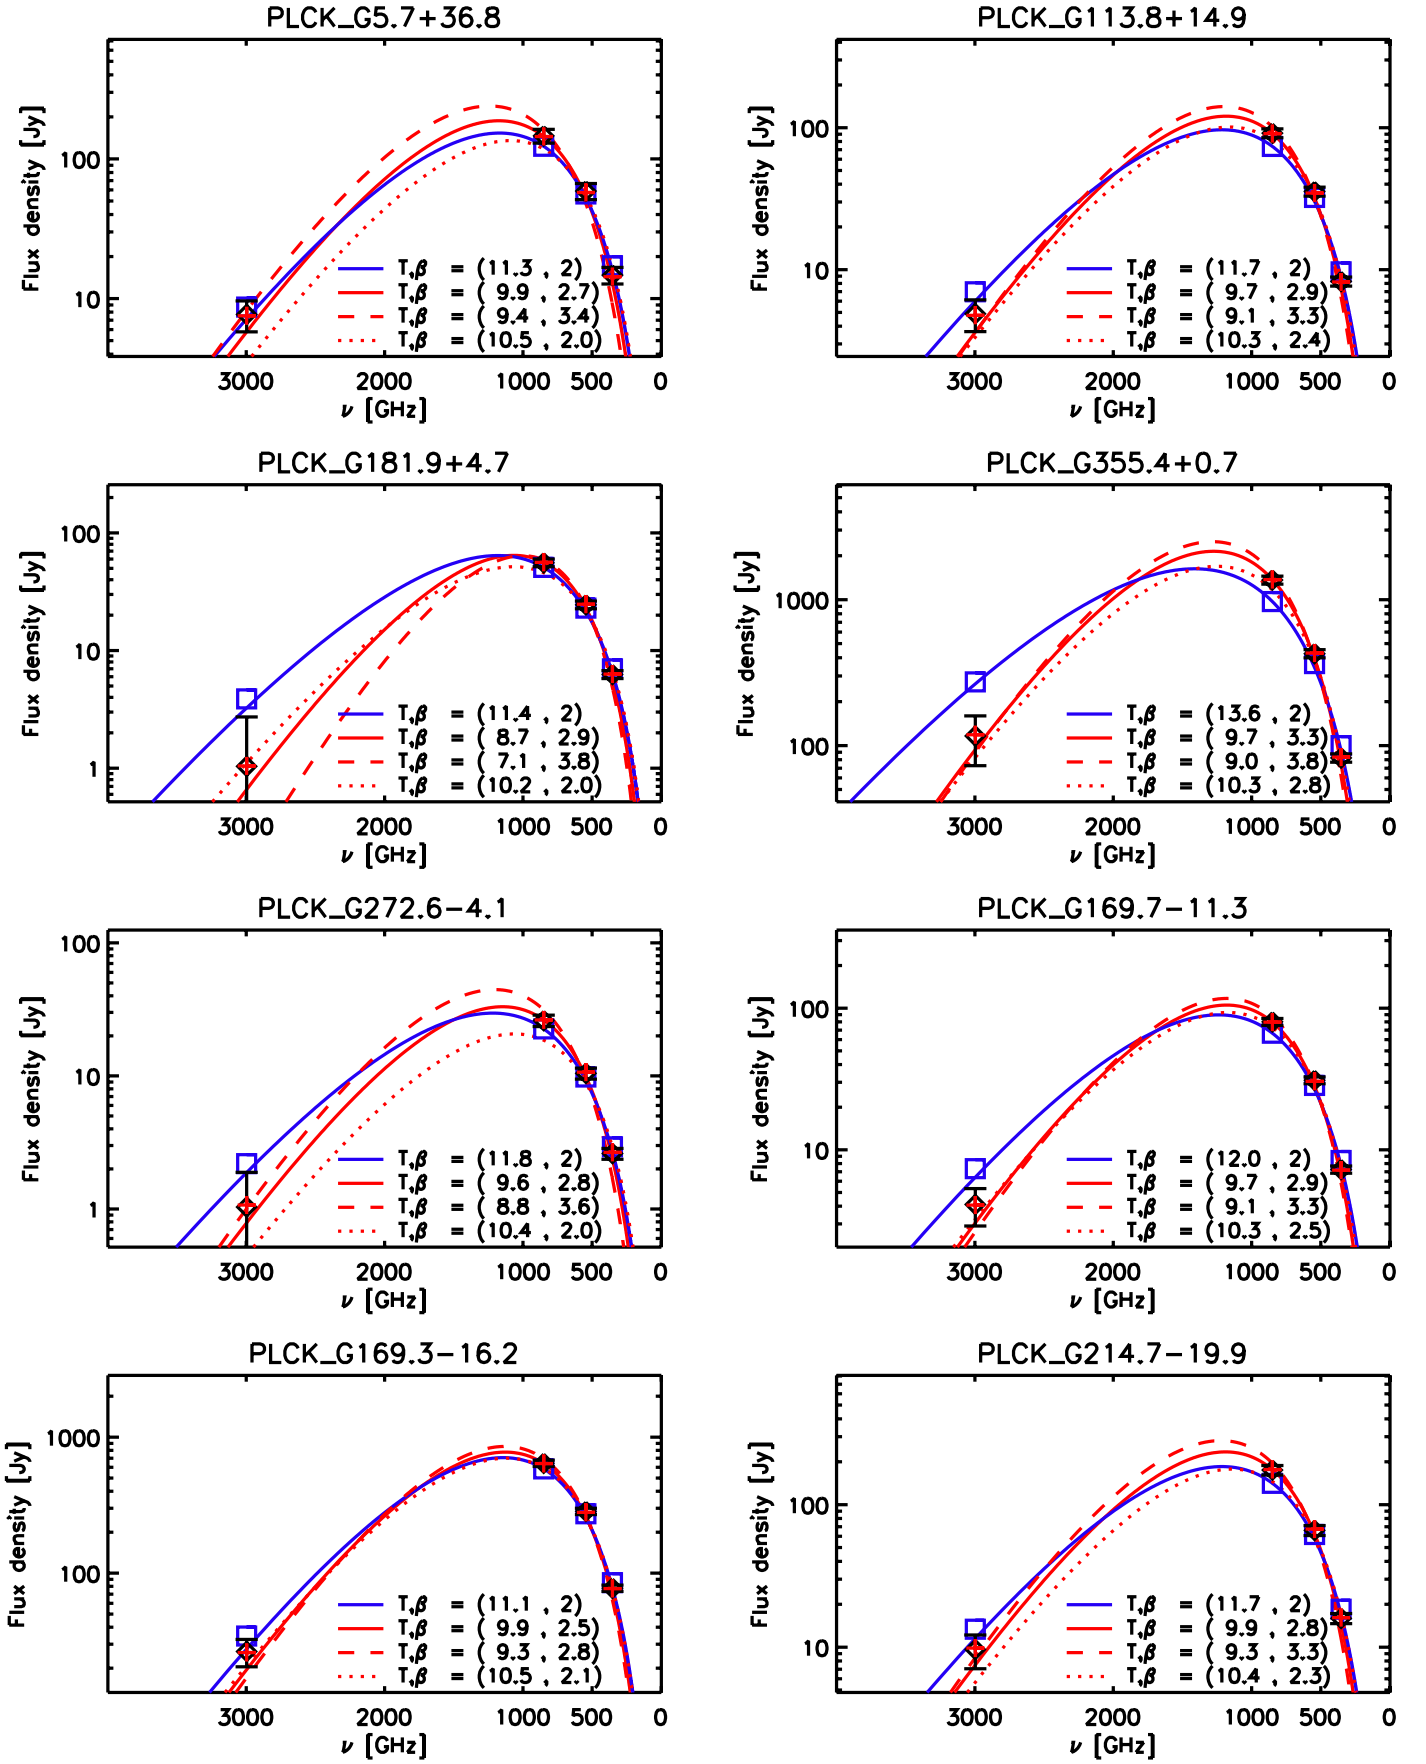 PLCK_G5.7+36.8
Flux density [Jy]
100
10
T,β = (11.3 , 2)
T,β = ( 9.9 , 2.7)
T,β = ( 9.4 , 3.4)
T,β = (10.5 , 2.0)
3000 2000 1000 500 0
ν [GHz]
PLCK_G113.8+14.9
Flux density [Jy]
100
10
T,β = (11.7 , 2)
T,β = ( 9.7 , 2.9)
T,β = ( 9.1 , 3.3)
T,β = (10.3 , 2.4)
3000 2000 1000 500 0
ν [GHz]
PLCK_G181.9+4.7
Flux density [Jy]
100
10
1
T,β = (11.4 , 2)
T,β = ( 8.7 , 2.9)
T,β = ( 7.1 , 3.8)
T,β = (10.2 , 2.0)
3000 2000 1000 500 0
ν [GHz]
PLCK_G355.4+0.7
Flux density [Jy]
1000
100
T,β = (13.6 , 2)
T,β = ( 9.7 , 3.3)
T,β = ( 9.0 , 3.8)
T,β = (10.3 , 2.8)
3000 2000 1000 500 0
ν [GHz]
PLCK_G272.6−4.1
Flux density [Jy]
100
10
1
T,β = (11.8 , 2)
T,β = ( 9.6 , 2.8)
T,β = ( 8.8 , 3.6)
T,β = (10.4 , 2.0)
3000 2000 1000 500 0
ν [GHz]
PLCK_G169.7−11.3
Flux density [Jy]
100
10
T,β = (12.0 , 2)
T,β = ( 9.7 , 2.9)
T,β = ( 9.1 , 3.3)
T,β = (10.3 , 2.5)
3000 2000 1000 500 0
ν [GHz]
PLCK_G169.3−16.2
Flux density [Jy]
1000
100
T,β = (11.1 , 2)
T,β = ( 9.9 , 2.5)
T,β = ( 9.3 , 2.8)
T,β = (10.5 , 2.1)
3000 2000 1000 500 0
ν [GHz]
PLCK_G214.7−19.9
Flux density [Jy]
100
10
T,β = (11.7 , 2)
T,β = ( 9.9 , 2.8)
T,β = ( 9.3 , 3.3)
T,β = (10.4 , 2.3)
3000 2000 1000 500 0
ν [GHz]